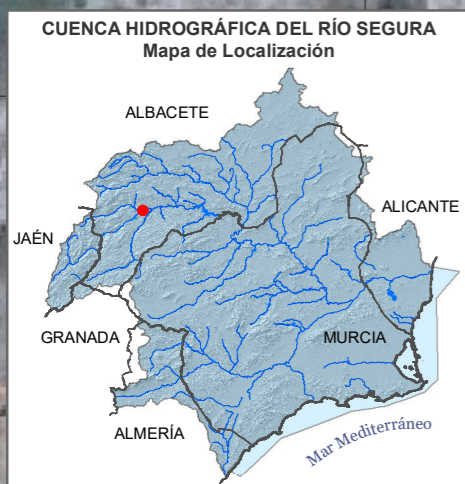 CUENCA HIDROGRÁFICA DEL RÍO SEGURA
Mapa de Localización
ALBACETE
ALICANTE
JAÉN
GRANADA
MURCIA
ALMERÍA
Mar Mediterráneo